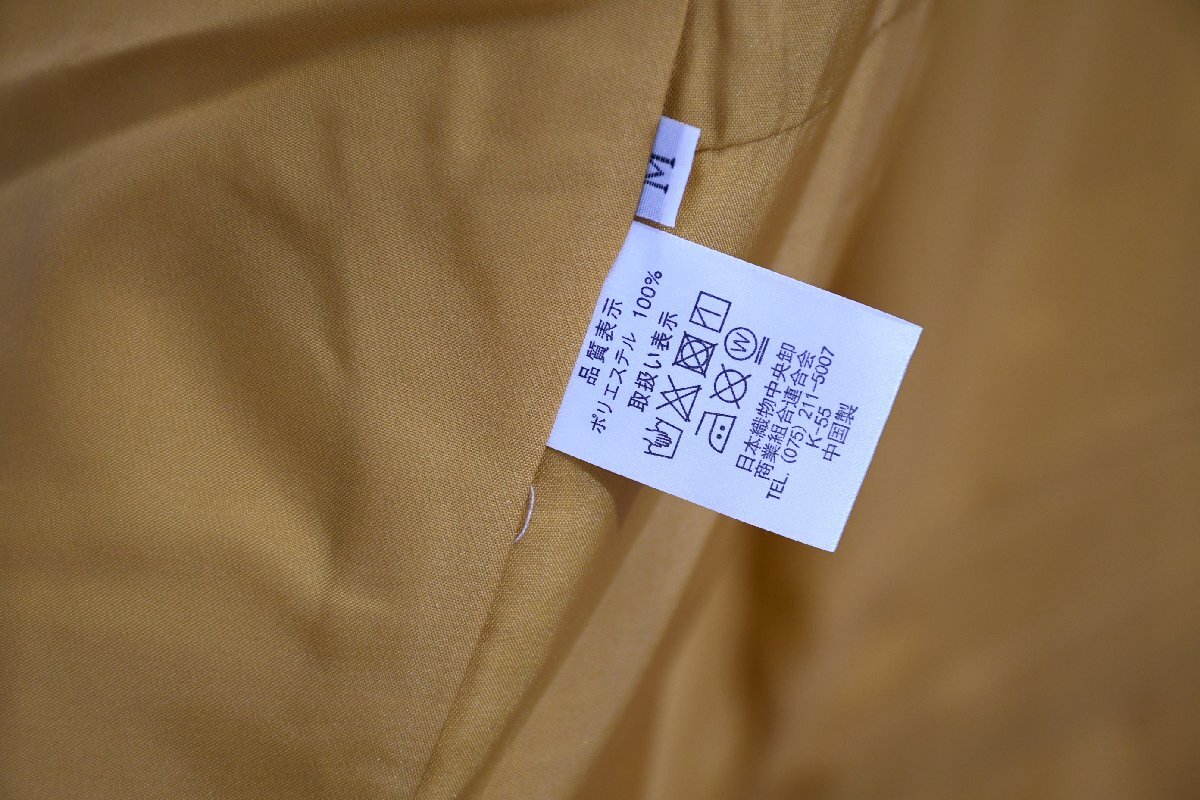 M
品質表示
ポリエステル 100%
取扱い表示
W
日本織物中央卸
商業組合連合会
TEL. (075) 211-5007
K-55
中国製